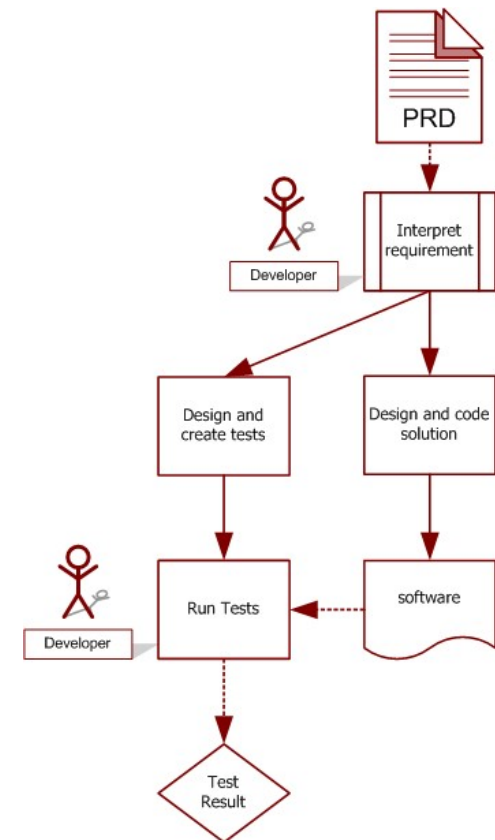 PRD
Interpret
requirement
Developer
Design and
create tests
Design and code
solution
Run Tests
software
Developer
Test
Result